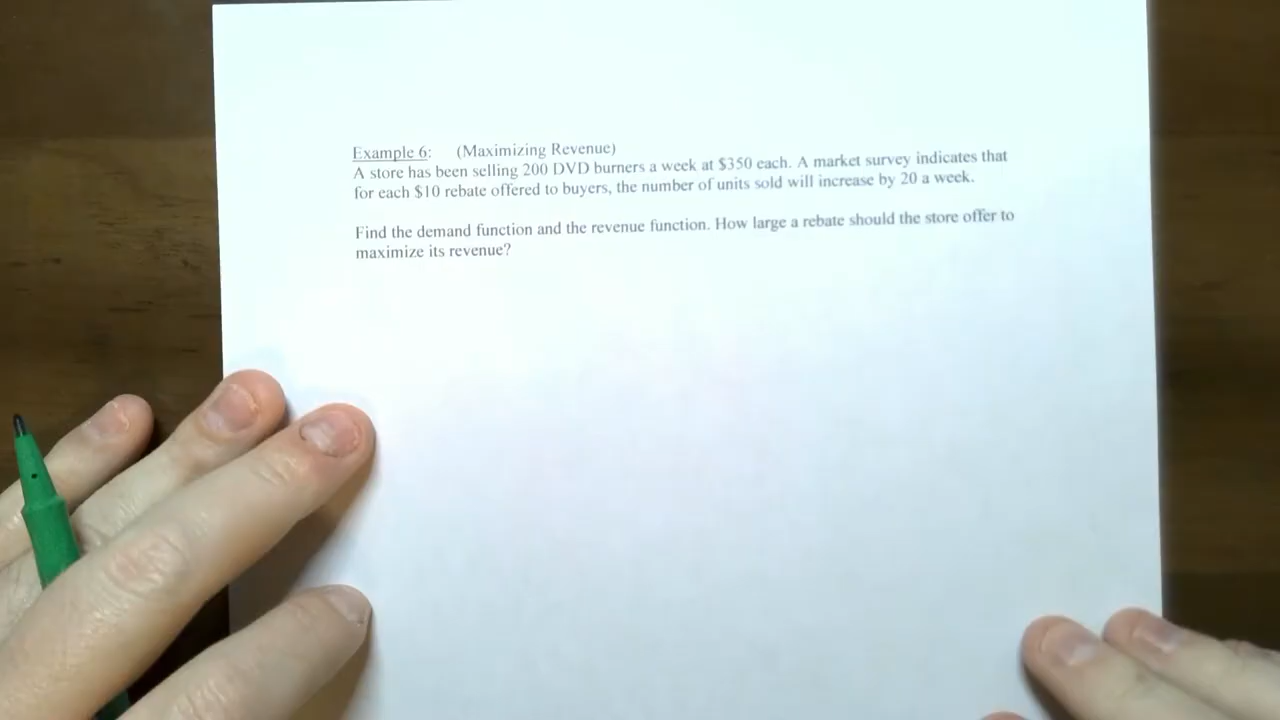 Example 6: (Maximizing Revenue)
A store has been selling 200 DVD burners a week at $350 each. A market survey indicates that
for each $10 rebate offered to buyers, the number of units sold will increase by 20 a week.
Find the demand function and the revenue function. How large a rebate should the store offer to
maximize its revenue?